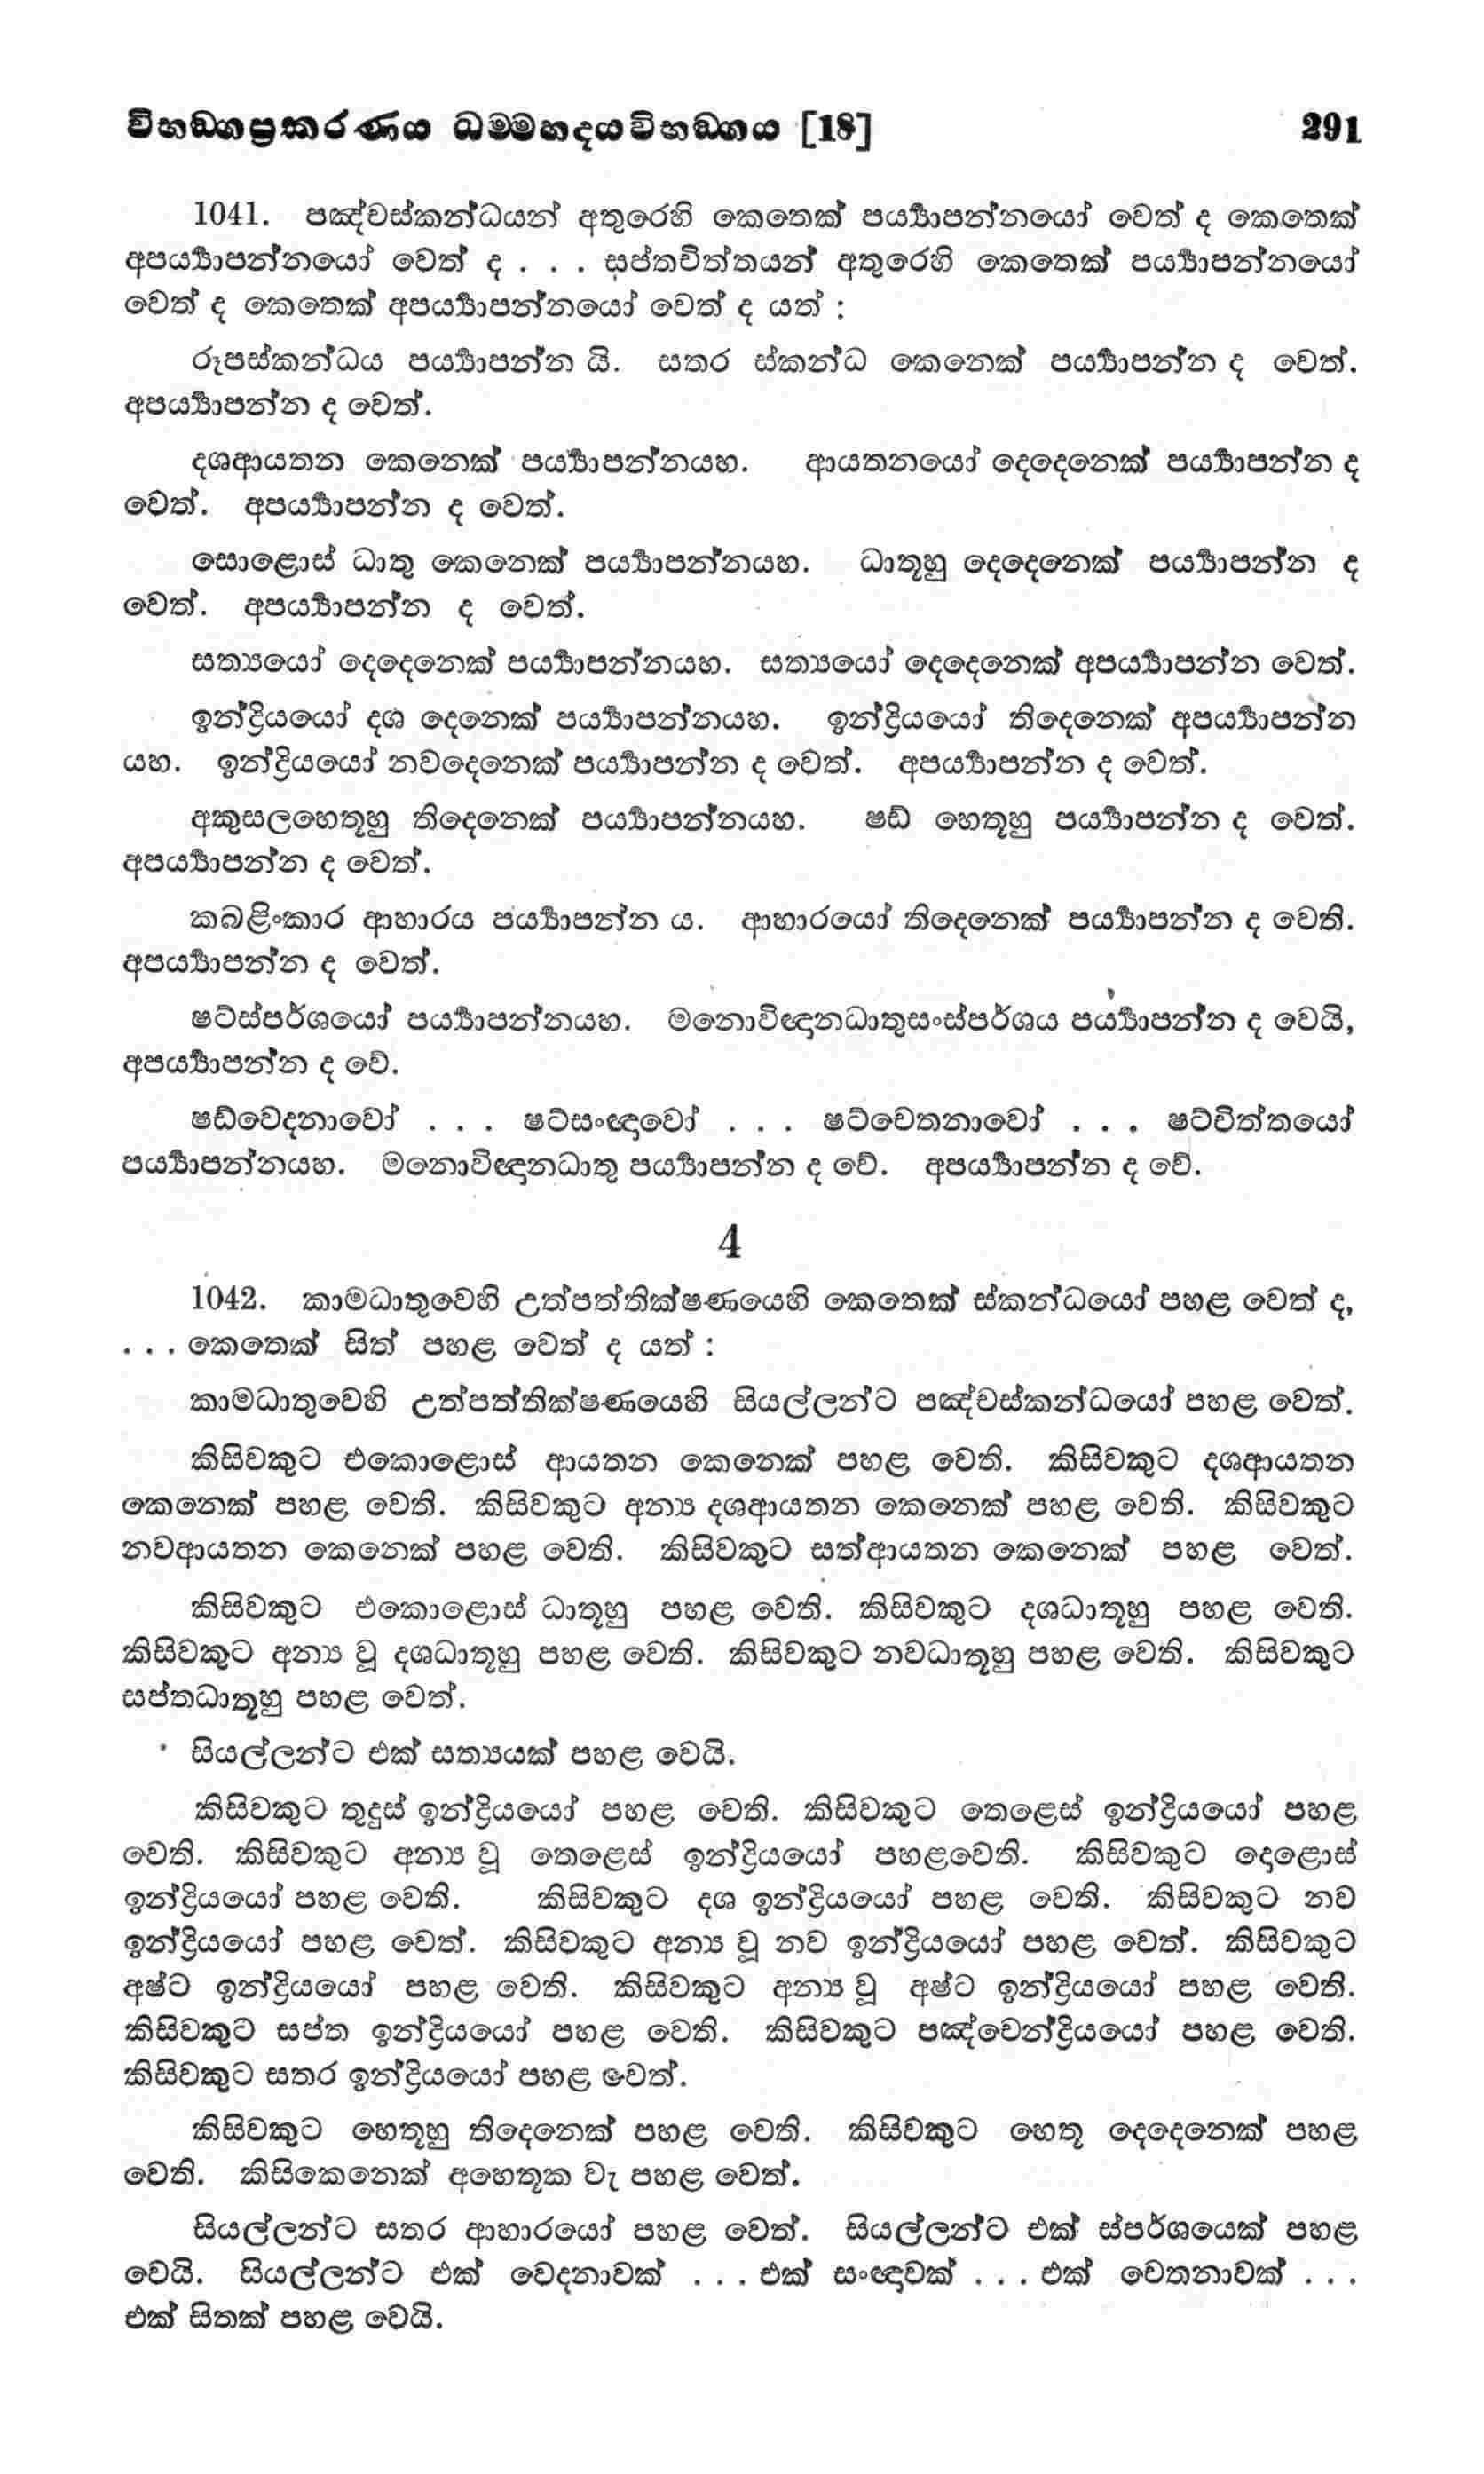 විභඞ්ගප්‍රකරණය ධම්මහදයවිභඞ්ගය [18] 291
1041. පඤ්චස්කන්ධයන් අතුරෙහි කෙතෙක් පර්‍ය්‍යාපන්නයෝ වෙත් ද කෙතෙක්
අපර්‍ය්‍යාපන්නයෝ වෙත් ද . . . සප්තචිත්තයන් අතුරෙහි කෙතෙක් පර්‍ය්‍යාපන්නයෝ
වෙත් ද කෙතෙක් අපර්‍ය්‍යාපන්නයෝ වෙත් ද යත් :
රූපස්කන්ධය පර්‍ය්‍යාපන්න යි. සතර ස්කන්ධ කෙනෙක් පර්‍ය්‍යාපන්න ද වෙත්.
අපර්‍ය්‍යාපන්න ද වෙත්.
දශආයතන කෙනෙක් පර්‍ය්‍යාපන්නයහ. ආයතනයෝ දෙදෙනෙක් පර්‍ය්‍යාපන්න ද
වෙත්. අපර්‍ය්‍යාපන්න ද වෙත්.
සොළොස් ධාතු කෙනෙක් පර්‍ය්‍යාපන්නයහ. ධාතූහු දෙදෙනෙක් පර්‍ය්‍යාපන්න ද
වෙත්. අපර්‍ය්‍යාපන්න ද වෙත්.
සත්‍යයෝ දෙදෙනෙක් පර්‍ය්‍යාපන්නයහ. සත්‍යයෝ දෙදෙනෙක් අපර්‍ය්‍යාපන්න වෙත්.
ඉන්ද්‍රියයෝ දශ දෙනෙක් පර්‍ය්‍යාපන්නයහ. ඉන්ද්‍රියයෝ තිදෙනෙක් අපර්‍ය්‍යාපන්න
යහ. ඉන්ද්‍රියයෝ නවදෙනෙක් පර්‍ය්‍යාපන්න ද වෙත්. අපර්‍ය්‍යාපන්න ද වෙත්.
අකුසලහෙතූහු තිදෙනෙක් පර්‍ය්‍යාපන්නයහ. ෂඩ් හෙතූහු පර්‍ය්‍යාපන්න ද වෙත්.
අපර්‍ය්‍යාපන්න ද වෙත්.
කබළිංකාර ආහාරය පර්‍ය්‍යාපන්න ය. ආහාරයෝ තිදෙනෙක් පර්‍ය්‍යාපන්න ද වෙති.
අපර්‍ය්‍යාපන්න ද වෙත්.
ෂට්ස්පර්ශයෝ පර්‍ය්‍යාපන්නයහ. මනොවිඥානධාතුසංස්පර්ශය පර්‍ය්‍යාපන්න ද වෙයි,
අපර්‍ය්‍යාපන්න ද වේ.
ෂඩ්වෙදනාවෝ . . . ෂට්සංඥාවෝ . . . ෂට්චෙතනාවෝ . . . ෂට්චිත්තයෝ
පර්‍ය්‍යාපන්නයහ. මනොවිඥානධාතු පර්‍ය්‍යාපන්න ද වේ. අපර්‍ය්‍යාපන්න ද වේ.
4
1042. කාමධාතුවෙහි උත්පත්තික්ෂණයෙහි කෙතෙක් ස්කන්ධයෝ පහළ වෙත් ද,
. . . කෙතෙක් සිත් පහළ වෙත් ද යත් :
කාමධාතුවෙහි උත්පත්තික්ෂණයෙහි සියල්ලන්ට පඤ්චස්කන්ධයෝ පහළ වෙත්.
කිසිවකුට එකොළොස් ආයතන කෙනෙක් පහළ වෙති. කිසිවකුට දශආයතන
කෙනෙක් පහළ වෙති. කිසිවකුට අන්‍ය දශආයතන කෙනෙක් පහළ වෙති. කිසිවකුට
නවආයතන කෙනෙක් පහළ වෙති. කිසිවකුට සත්ආයතන කෙනෙක් පහළ වෙත්.
කිසිවකුට එකොළොස් ධාතූහු පහළ වෙති. කිසිවකුට දශධාතූහු පහළ වෙති.
කිසිවකුට අන්‍ය වූ දශධාතූහු පහළ වෙති. කිසිවකුට නවධාතූහු පහළ වෙති. කිසිවකුට
සප්තධාතූහු පහළ වෙත්.
සියල්ලන්ට එක් සත්‍යයක් පහළ වෙයි.
කිසිවකුට තුදුස් ඉන්ද්‍රියයෝ පහළ වෙති. කිසිවකුට තෙළෙස් ඉන්ද්‍රියයෝ පහළ
වෙති. කිසිවකුට අන්‍ය වූ තෙළෙස් ඉන්ද්‍රියයෝ පහළවෙති. කිසිවකුට දෙළොස්
ඉන්ද්‍රියයෝ පහළ වෙති. කිසිවකුට දශ ඉන්ද්‍රියයෝ පහළ වෙති. කිසිවකුට නව
ඉන්ද්‍රියයෝ පහළ වෙත්. කිසිවකුට අන්‍ය වූ නව ඉන්ද්‍රියයෝ පහළ වෙත්. කිසිවකුට
අෂ්ට ඉන්ද්‍රියයෝ පහළ වෙති. කිසිවකුට අන්‍ය වූ අෂ්ට ඉන්ද්‍රියයෝ පහළ වෙති.
කිසිවකුට සප්ත ඉන්ද්‍රියයෝ පහළ වෙති. කිසිවකුට පඤ්චෙන්ද්‍රියයෝ පහළ වෙති.
කිසිවකුට සතර ඉන්ද්‍රියයෝ පහළ වෙත්.
කිසිවකුට හෙතූහු තිදෙනෙක් පහළ වෙති. කිසිවකුට හෙතූ දෙදෙනෙක් පහළ
වෙති. කිසිකෙනෙක් අහෙතූක වැ පහළ වෙත්.
සියල්ලන්ට සතර ආහාරයෝ පහළ වෙත්. සියල්ලන්ට එක් ස්පර්ශයෙක් පහළ
වෙයි. සියල්ලන්ට එක් වෙදනාවක් . . . එක් සංඥාවක් . . . එක් චෙතනාවක් . . .
එක් සිතක් පහළ වෙයි.